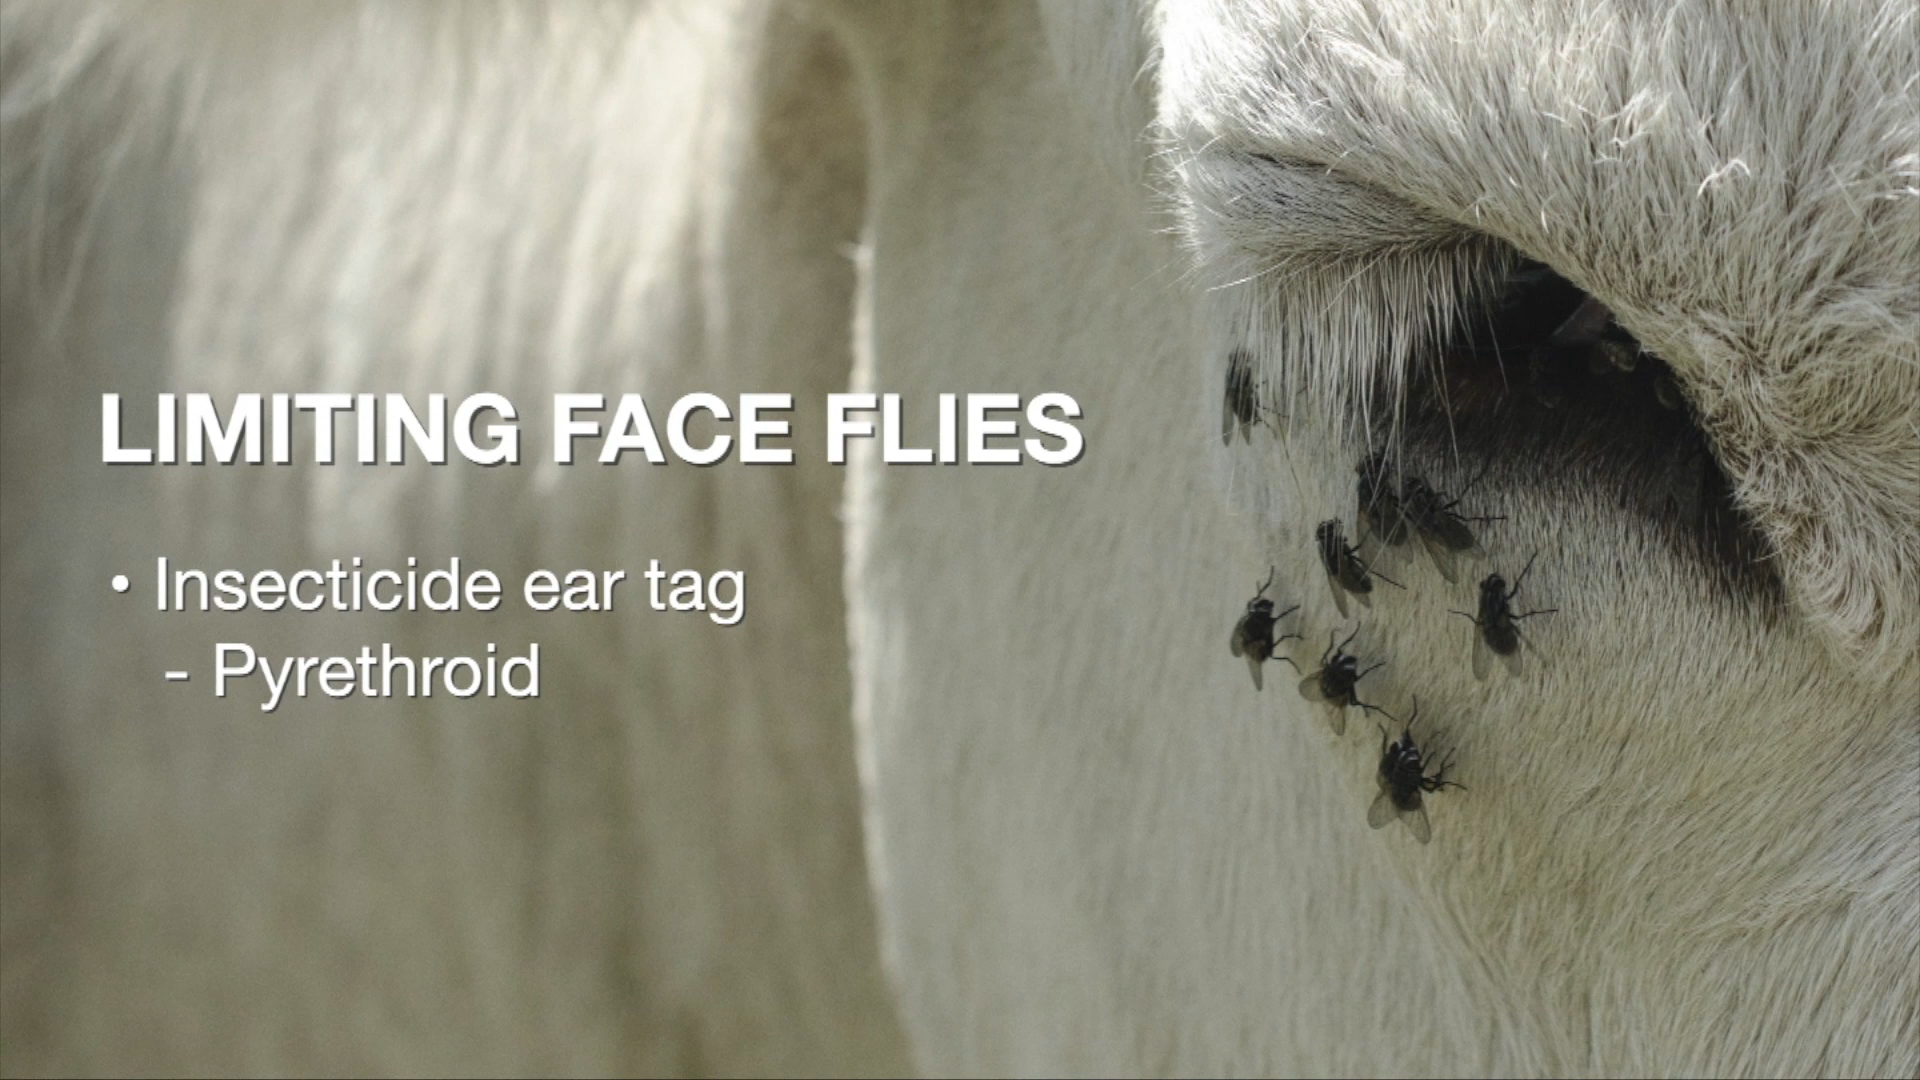 LIMITING FACE FLIES
• Insecticide ear tag
- Pyrethroid